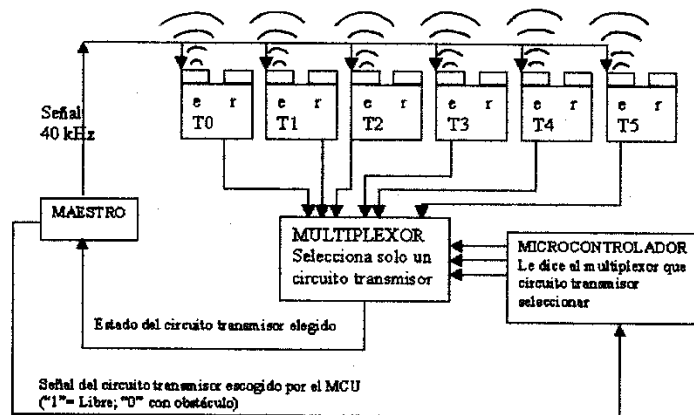 Señal
40 kHz
e r
T0
e r
T1
e r
T2
e r
T3
e r
T4
e r
T5
MAESTRO
MULTIPLEXOR
Selecciona solo un
circuito transmisor
MICROCONTROLADOR
Le dice al multiplexor que
circuito transmisor
seleccionar
Estado del circuito transmisor elegido
Señal del circuito transmisor escogido por el MCU
("1"= Libre; "0" con obstáculo)